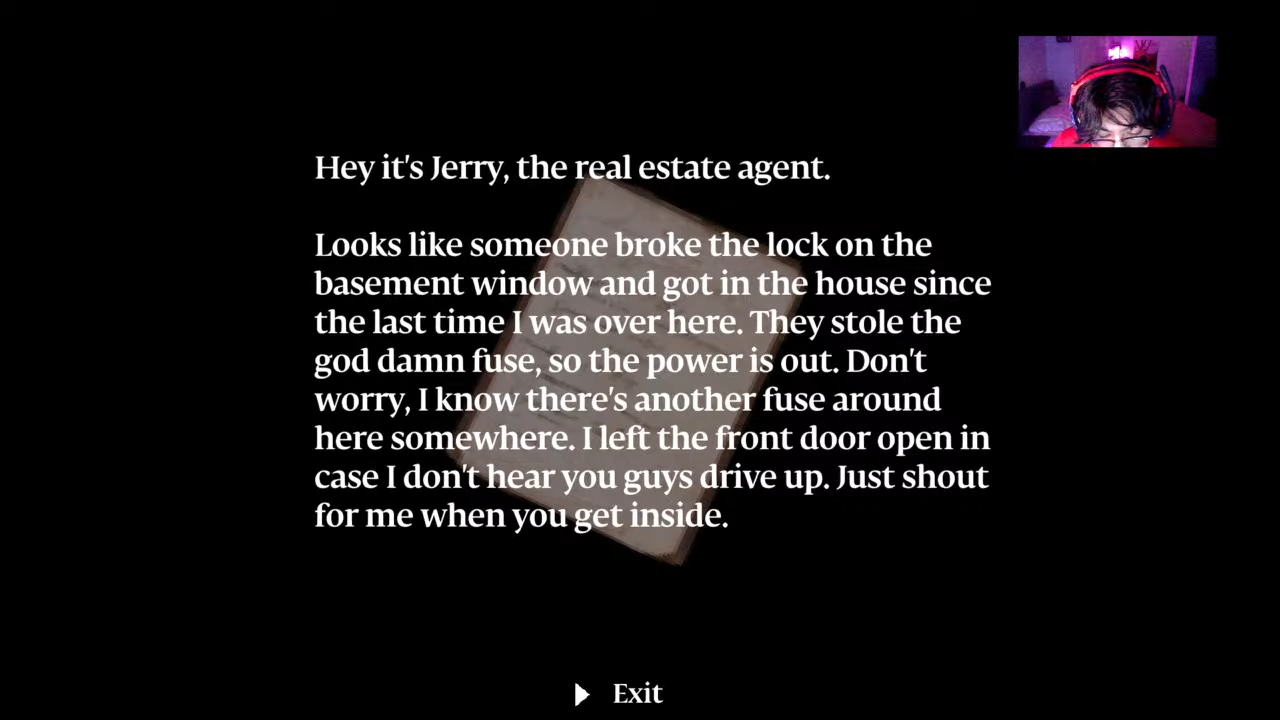 Hey it's Jerry, the real estate agent.
Looks like someone broke the lock on the
basement window and got in the house since
the last time I was over here. They stole the
god damn fuse, so the power is out. Don't
worry, I know there's another fuse around
here somewhere. I left the front door open in
case I don't hear you guys drive up. Just shout
for me when you get inside.
Exit